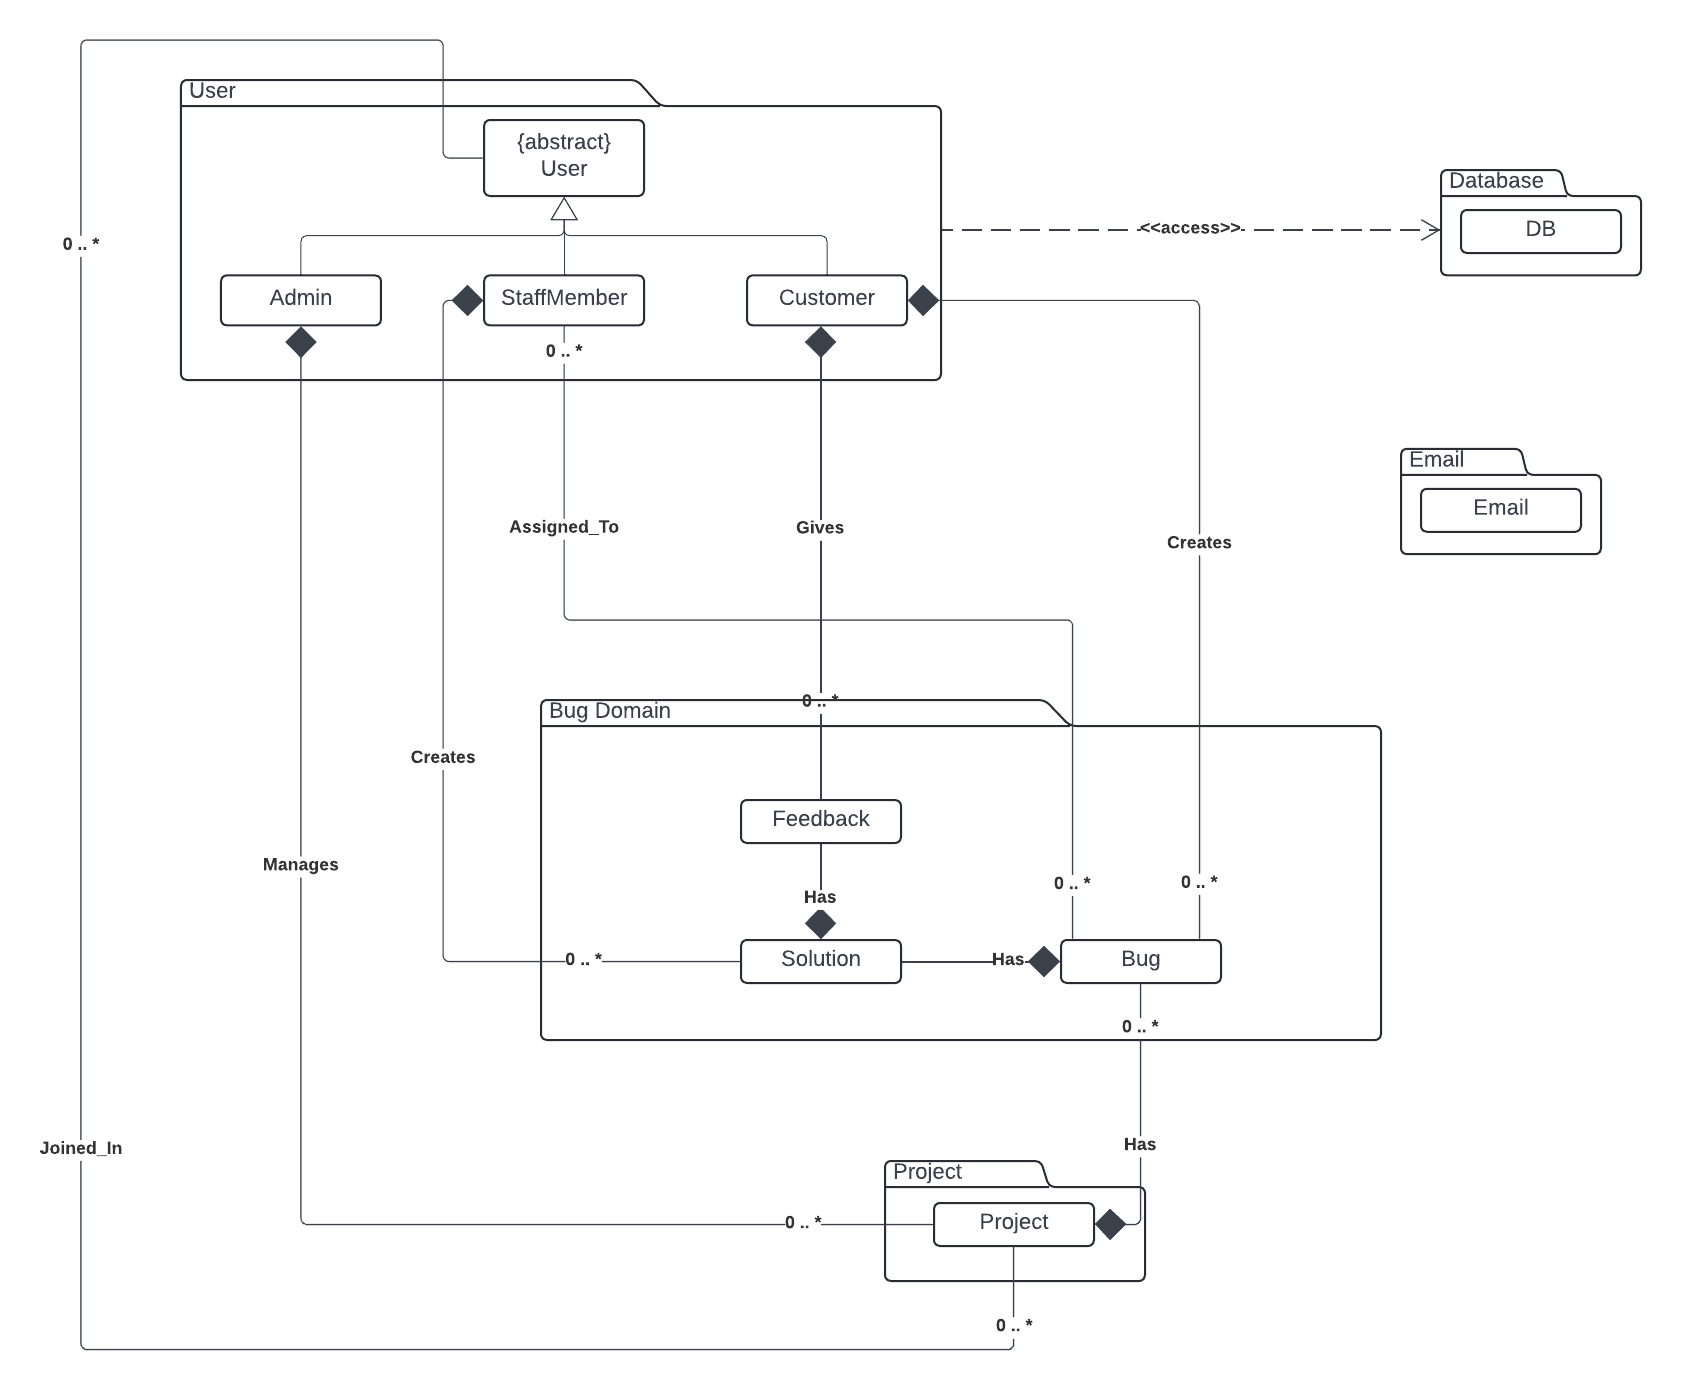 User
{abstract}
User
Database
<<access>>
DB
0 .. *
Admin
StaffMember
Customer
0 .. *
Email
Email
Assigned_To
Gives
Creates
0 .. *
Bug Domain
Creates
Feedback
Manages
0 .. *
0 .. *
Has
0 .. *
Solution
Has
Bug
0 .. *
Joined_In
Has
Project
0 .. *
Project
0 .. *